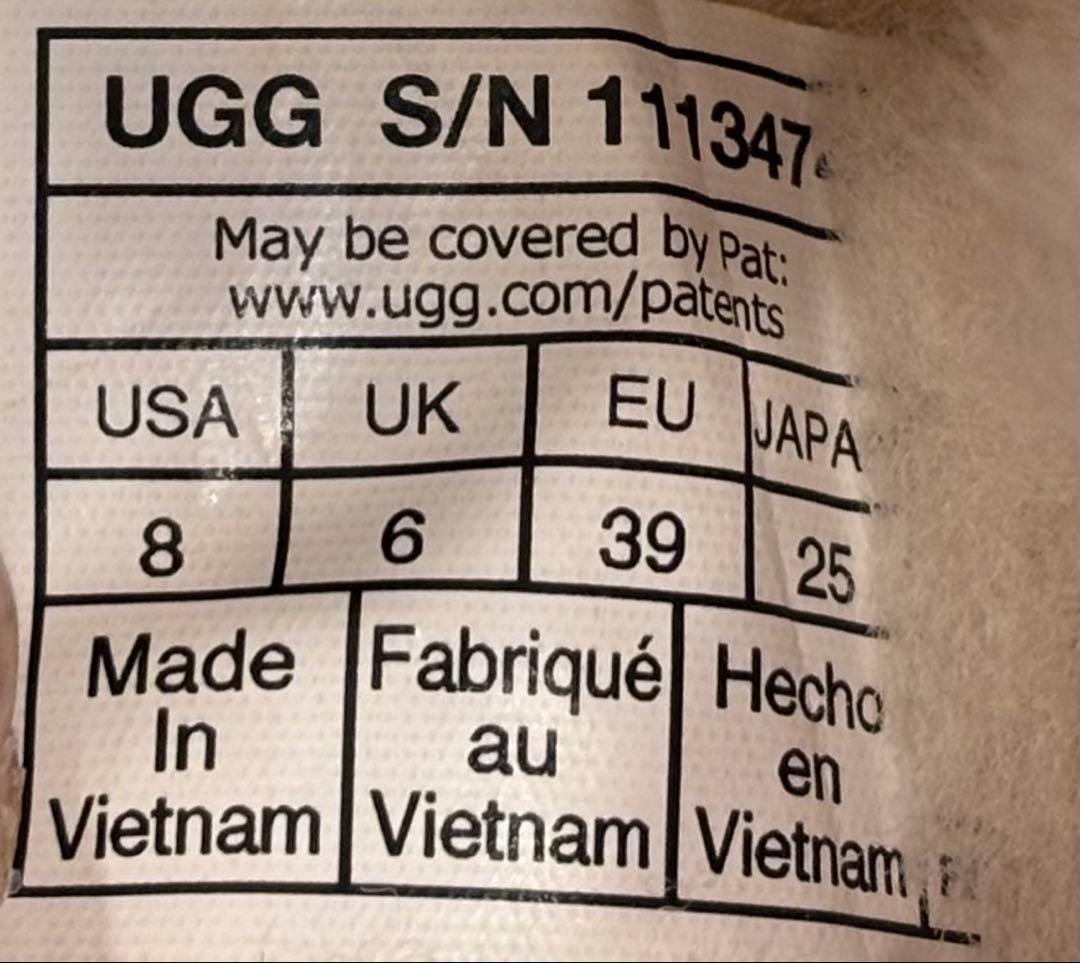 UGG S/N 111347
May be covered by Pat:
www.ugg.com/patents
USA UK EU JAPA
8 6 39 25
Made Fabriqué Hecho
In au en
Vietnam Vietnam Vietnam